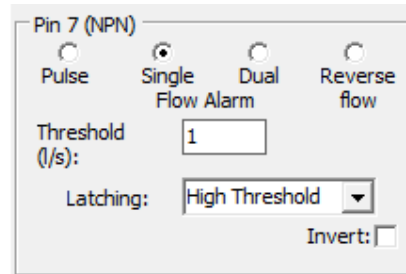 Pin 7 (NPN)
Pulse Single Dual Reverse
Flow Alarm flow
Threshold 1
(l/s):
Latching: High Threshold
Invert: